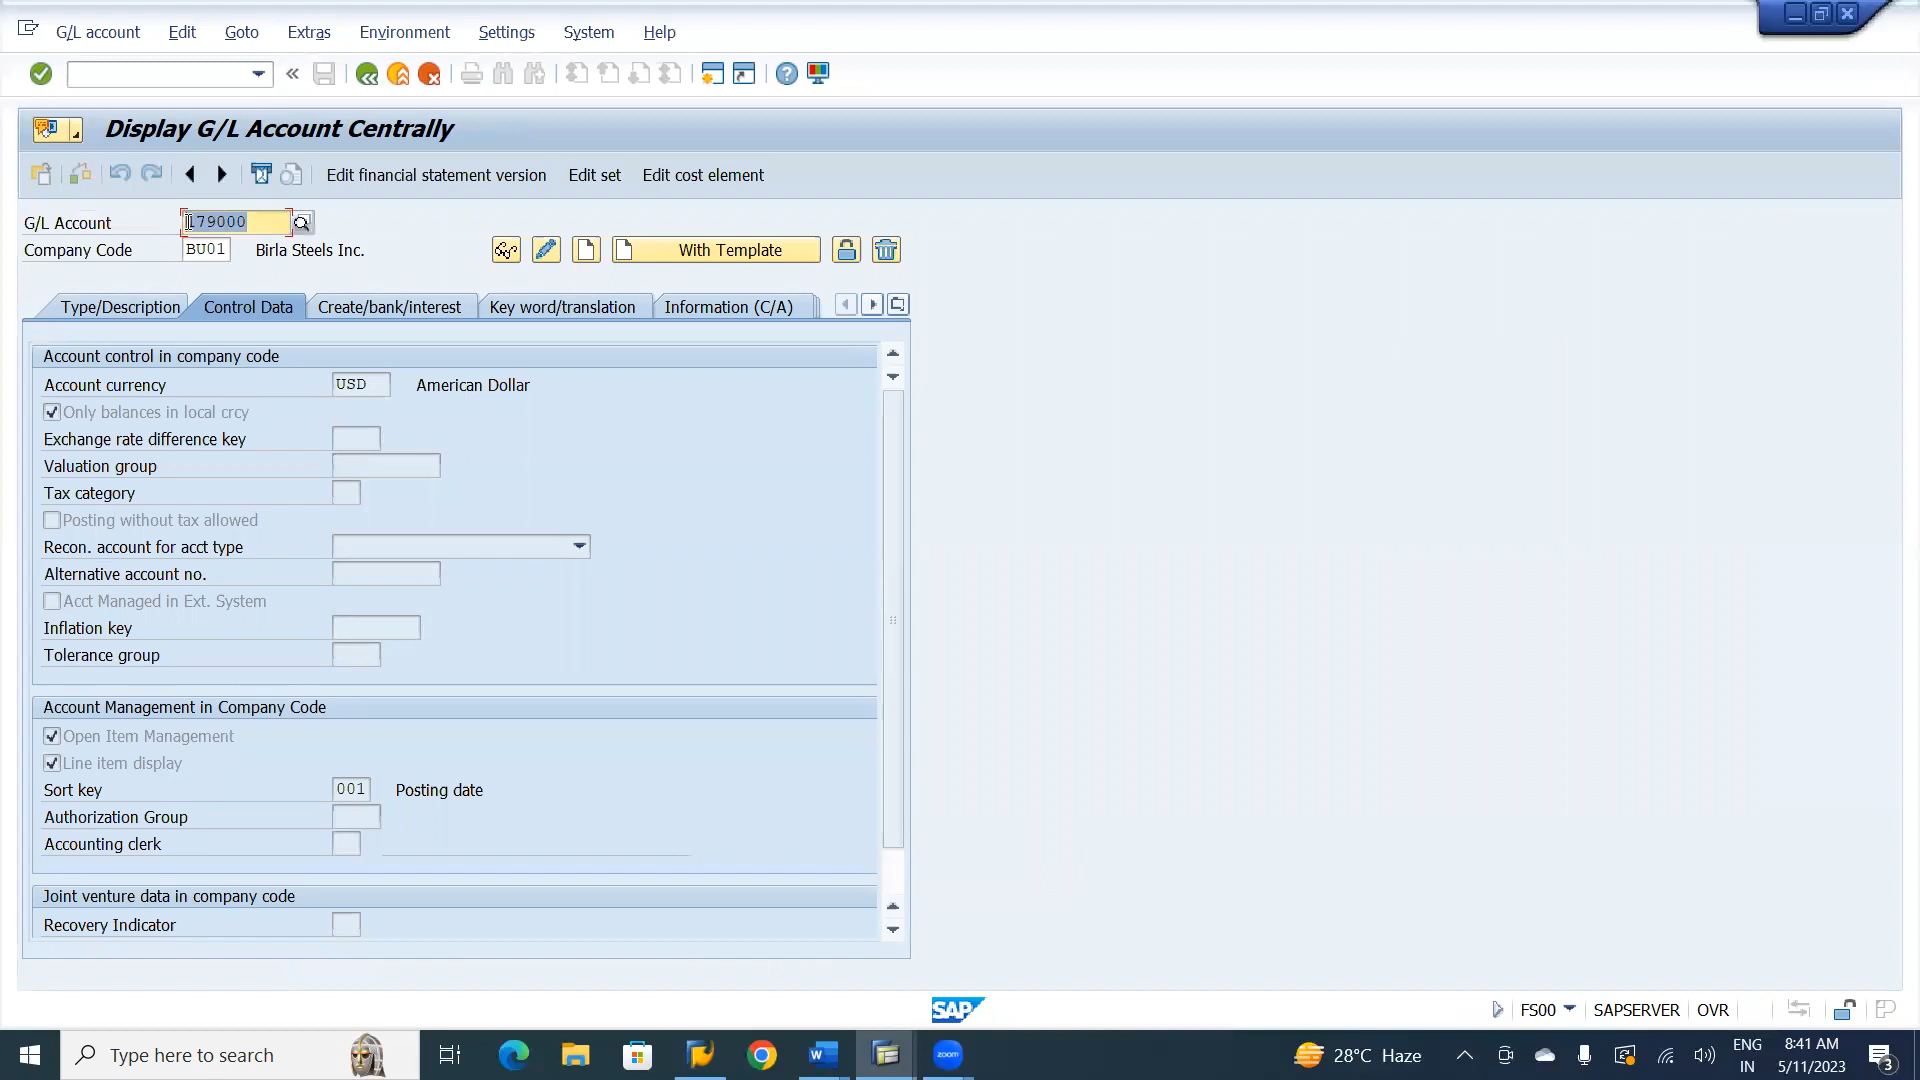 G/L account Edit Goto Extras Environment Settings System Help
Display G/L Account Centrally
Edit financial statement version Edit set Edit cost element
G/L Account 179000
Company Code BU01 Birla Steels Inc. With Template
Type/Description Control Data Create/bank/interest Key word/translation Information (C/A)
Account control in company code
Account currency USD American Dollar
Only balances in local crcy
Exchange rate difference key
Valuation group
Tax category
Posting without tax allowed
Recon. account for acct type
Alternative account no.
Acct Managed in Ext. System
Inflation key
Tolerance group
Account Management in Company Code
Open Item Management
Line item display
Sort key 001 Posting date
Authorization Group
Accounting clerk
Joint venture data in company code
Recovery Indicator
SAP FS00 SAPSERVER OVR
Type here to search zoom 28°C Haze ENG 8:41 AM
IN 5/11/2023 3